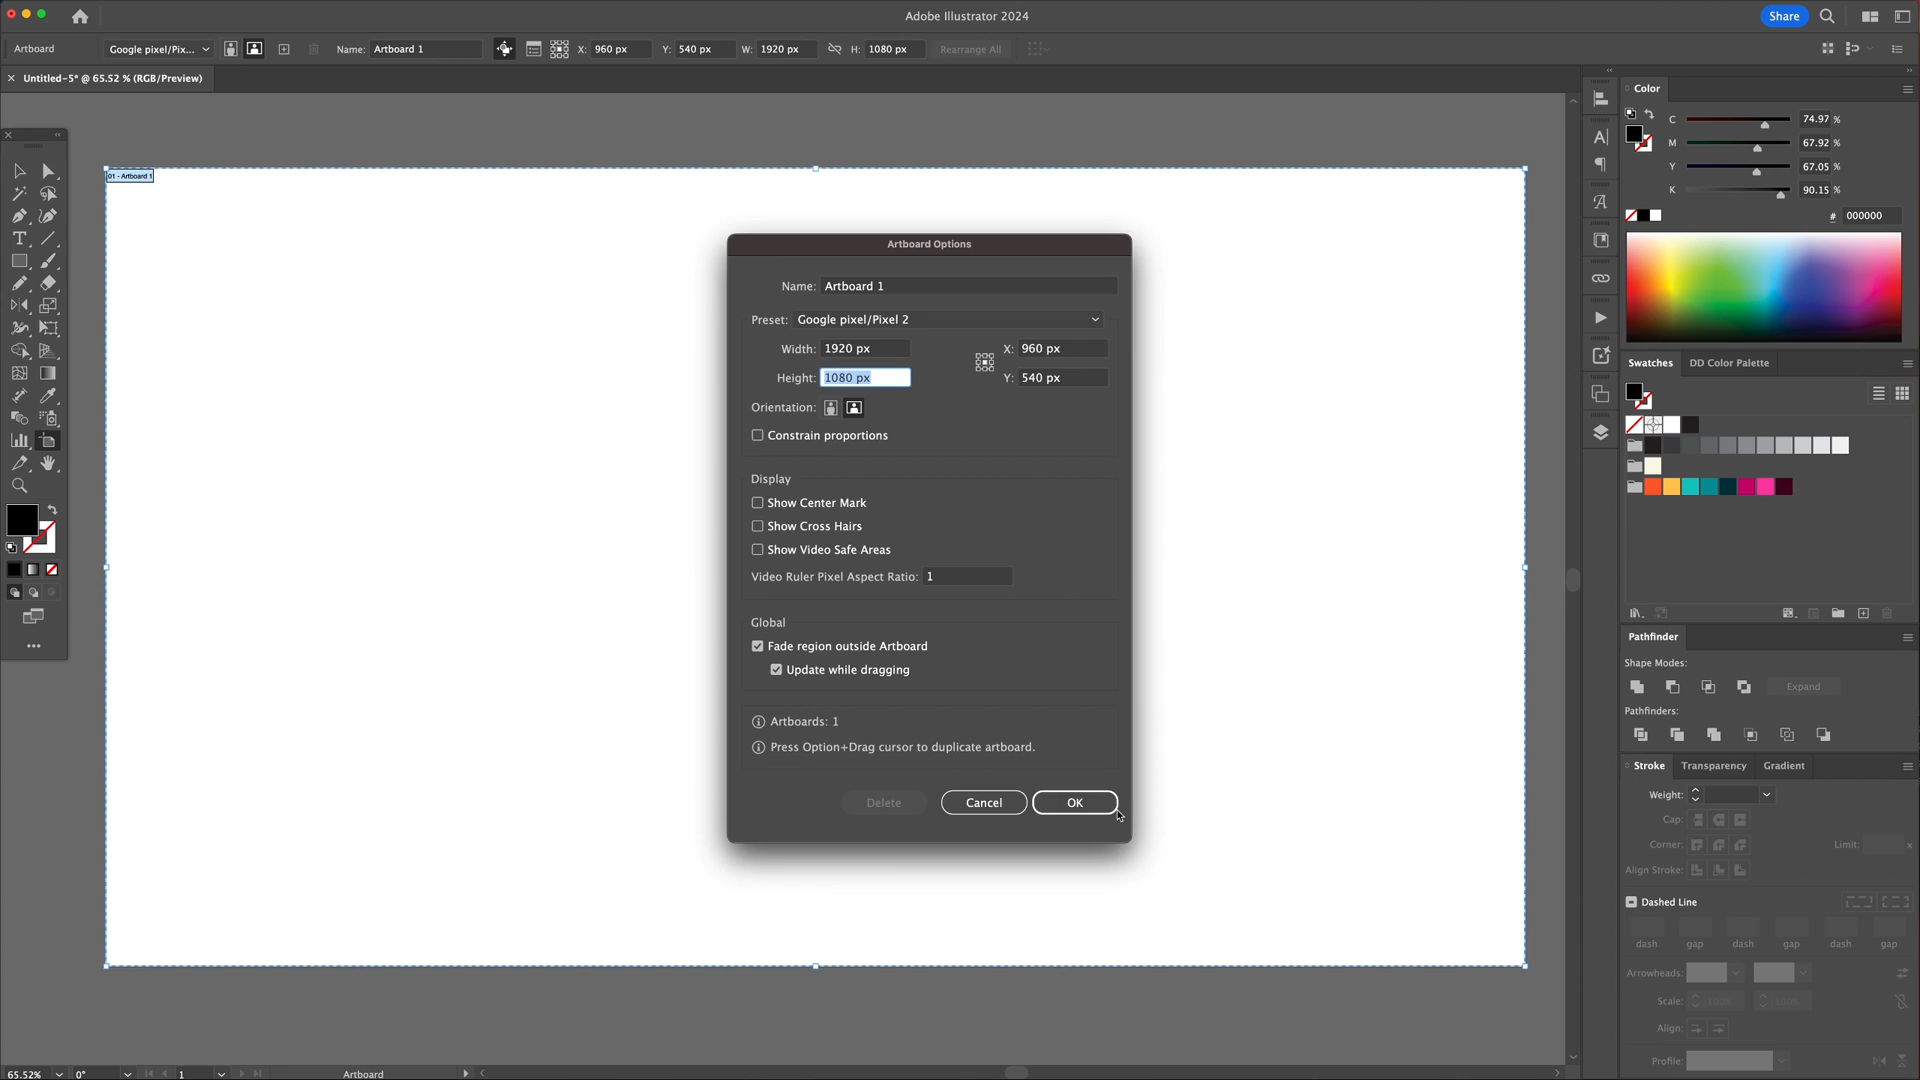 Adobe Illustrator 2024
Share
Artboard
Google pixel/Pix...
Name:
Artboard 1
X: 960 px
Y: 540 px
W: 1920 px
H: 1080 px
Rearrange All
Untitled-5* @ 65.52 % (RGB/Preview)
01 - Artboard 1
Artboard Options
Name: Artboard 1
Preset: Google pixel/Pixel 2
Width: 1920 px
X: 960 px
Height: 1080 px
Y: 540 px
Orientation:
Constrain proportions
Display
Show Center Mark
Show Cross Hairs
Show Video Safe Areas
Video Ruler Pixel Aspect Ratio: 1
Global
Fade region outside Artboard
Update while dragging
Artboards: 1
Press Option+Drag cursor to duplicate artboard.
Delete
Cancel
OK
Color
C 74.97 %
M 67.92 %
Y 67.05 %
K 90.15 %
# 000000
Swatches
DD Color Palette
Pathfinder
Shape Modes:
Expand
Pathfinders:
Stroke
Transparency
Gradient
Weight:
Cap:
Corner:
Limit:
x
Align Stroke:
Dashed Line
dash gap dash gap dash gap
Arrowheads:
Scale: 100% 100%
Align:
Profile:
65.52%
0°
1
Artboard